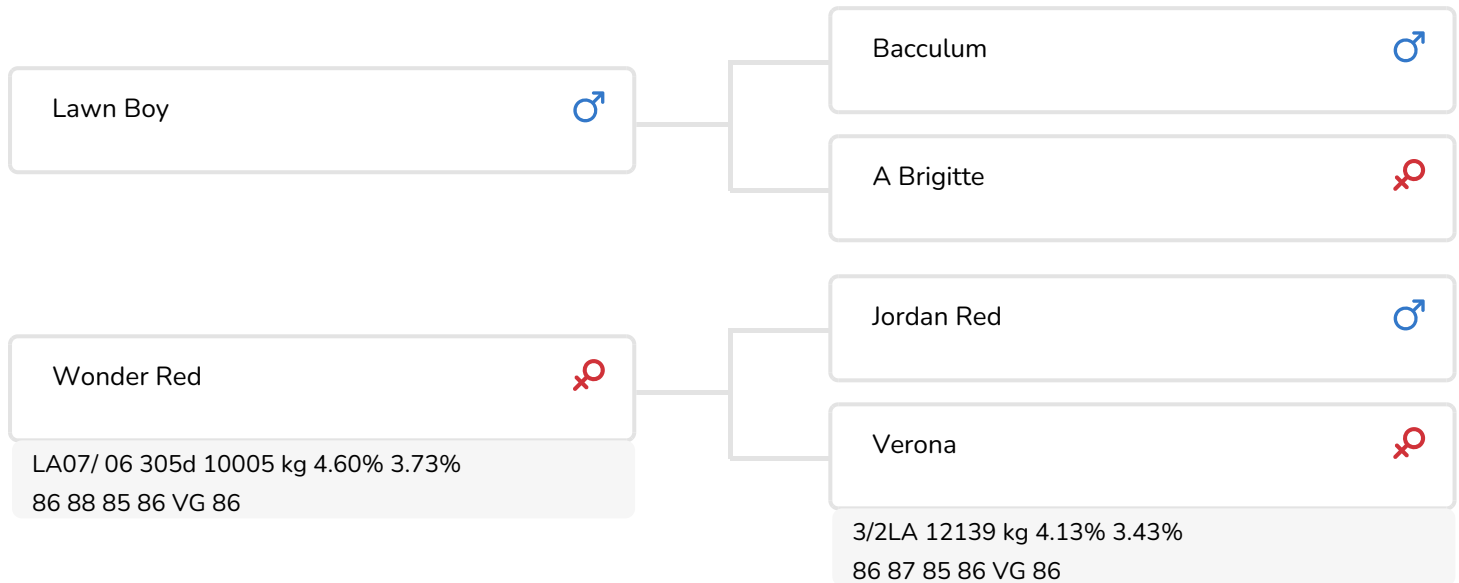 Lawn Boy
Bacculum
A Brigitte
Wonder Red
LA07/ 06 305d 10005 kg 4.60% 3.73%
86 88 85 86 VG 86
Jordan Red
Verona
3/2LA 12139 kg 4.13% 3.43%
86 87 85 86 VG 86